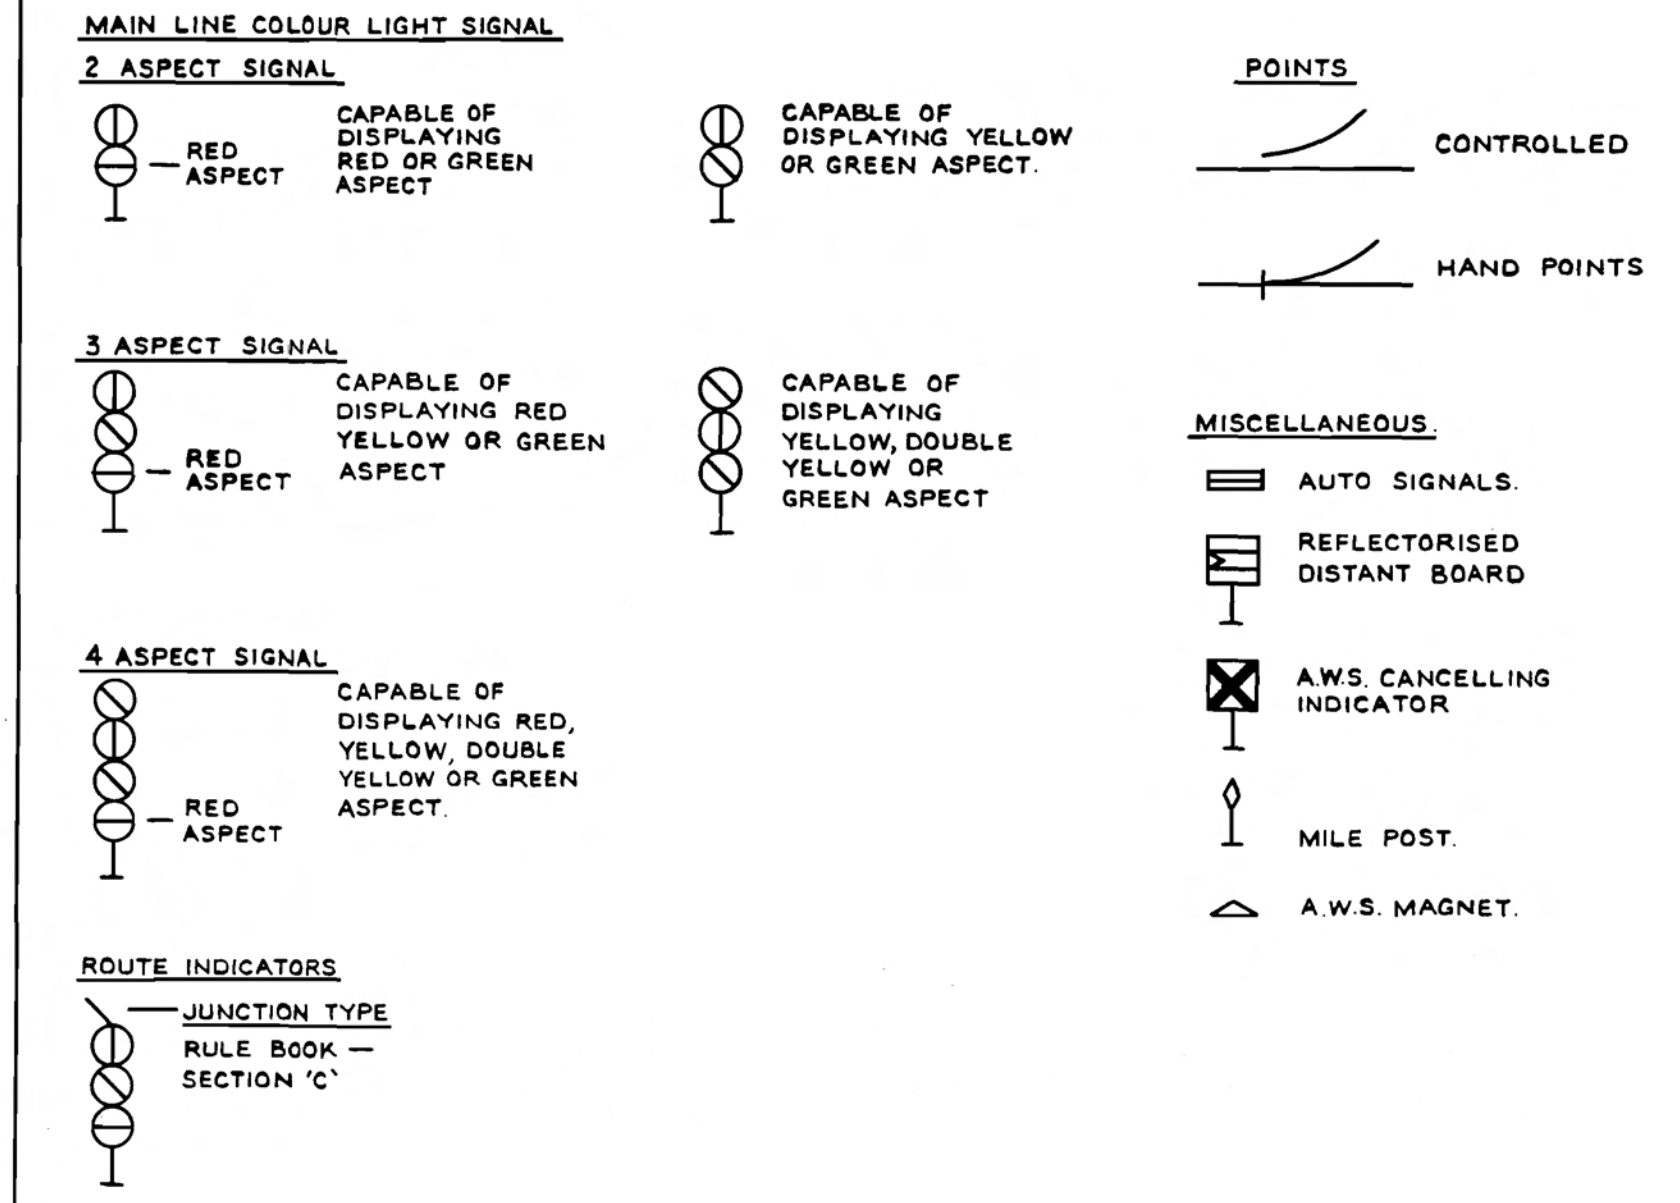 MAIN LINE COLOUR LIGHT SIGNAL
2 ASPECT SIGNAL
RED
ASPECT
CAPABLE OF
DISPLAYING
RED OR GREEN
ASPECT
CAPABLE OF
DISPLAYING YELLOW
OR GREEN ASPECT.
3 ASPECT SIGNAL
RED
ASPECT
CAPABLE OF
DISPLAYING RED
YELLOW OR GREEN
ASPECT
CAPABLE OF
DISPLAYING
YELLOW, DOUBLE
YELLOW OR
GREEN ASPECT
4 ASPECT SIGNAL
RED
ASPECT
CAPABLE OF
DISPLAYING RED,
YELLOW, DOUBLE
YELLOW OR GREEN
ASPECT.
ROUTE INDICATORS
JUNCTION TYPE
RULE BOOK —
SECTION 'C'
POINTS
CONTROLLED
HAND POINTS
MISCELLANEOUS.
AUTO SIGNALS.
REFLECTORISED
DISTANT BOARD
A.W.S. CANCELLING
INDICATOR
MILE POST.
A.W.S. MAGNET.